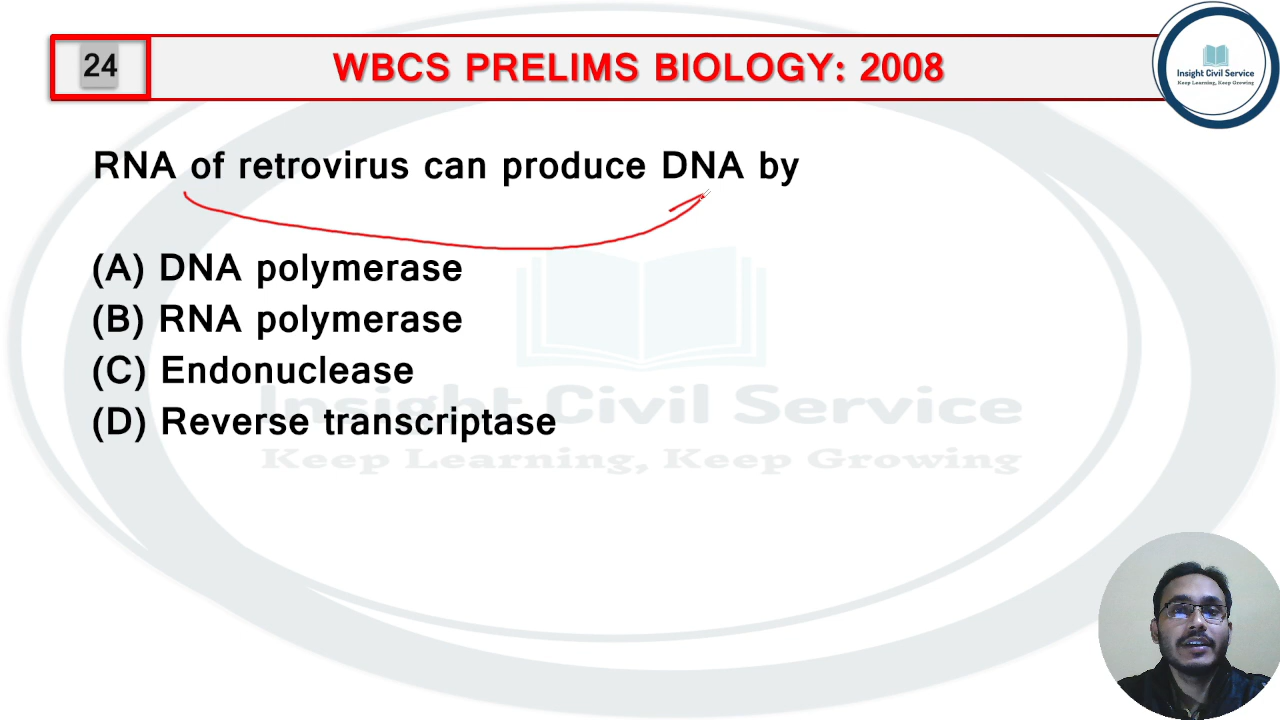 24
WBCS PRELIMS BIOLOGY: 2008
Insight Civil Service
Keep Learning, Keep Growing
RNA of retrovirus can produce DNA by
(A) DNA polymerase
(B) RNA polymerase
(C) Endonuclease
(D) Reverse transcriptase
Insight Civil Service
Keep Learning, Keep Growing